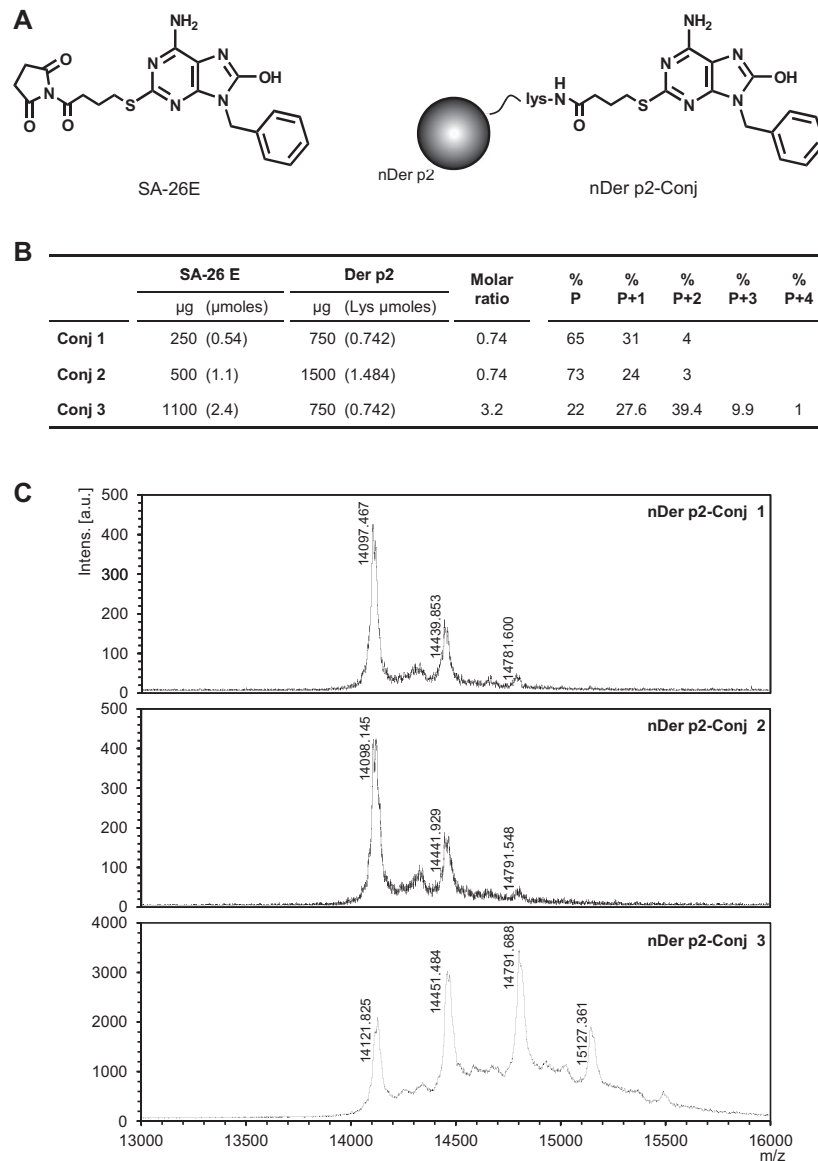 A
NH2
N N
OH
N N
O
N
O
O
S
SA-26E
nDer p2
lys-N
H
O
S
NH2
N N
OH
N N
nDer p2-Conj
B
SA-26 E Der p2 Molar ratio % P % P+1 % P+2 % P+3 % P+4
µg (µmoles) µg (Lys µmoles)
Conj 1 250 (0.54) 750 (0.742) 0.74 65 31 4
Conj 2 500 (1.1) 1500 (1.484) 0.74 73 24 3
Conj 3 1100 (2.4) 750 (0.742) 3.2 22 27.6 39.4 9.9 1
C
Intens. [a.u.]
500
400
300
200
100
0
14097.467
14439.853
14781.600
nDer p2-Conj 1
500
400
300
200
100
0
14098.145
14441.929
14791.548
nDer p2-Conj 2
4000
3000
2000
1000
0
14121.825
14451.484
14791.688
15127.361
nDer p2-Conj 3
13000 13500 14000 14500 15000 15500 16000
m/z